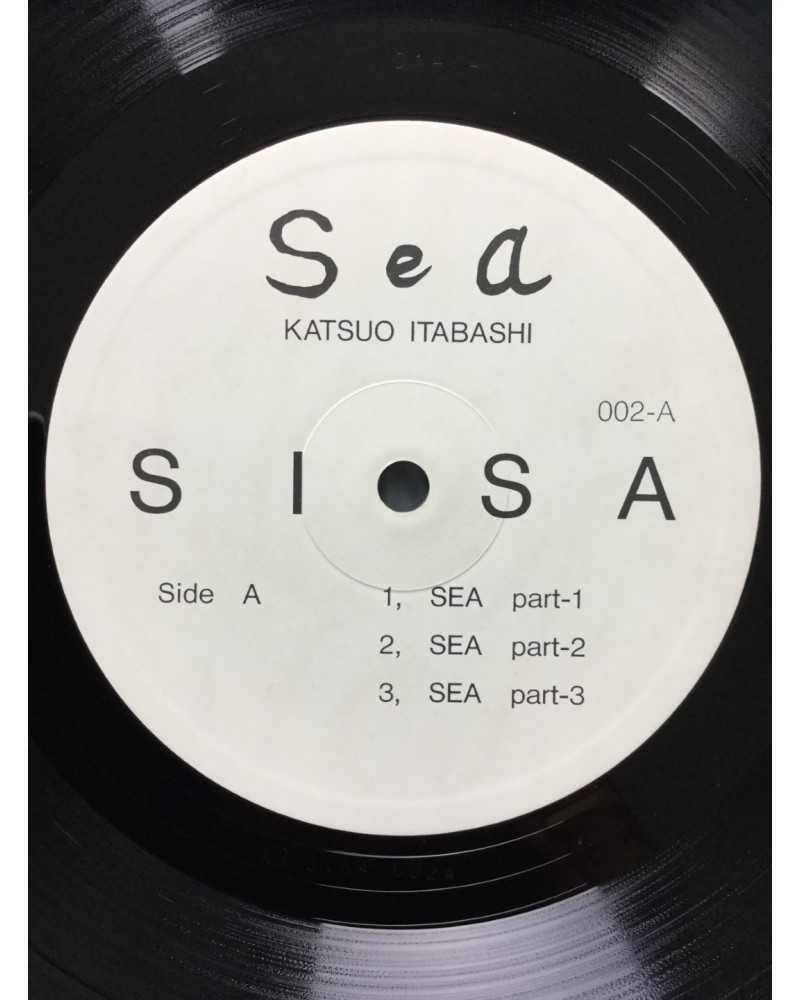 Sea
KATSUO ITABASHI
002-A
S I S A
Side A
1, SEA part-1
2, SEA part-2
3, SEA part-3